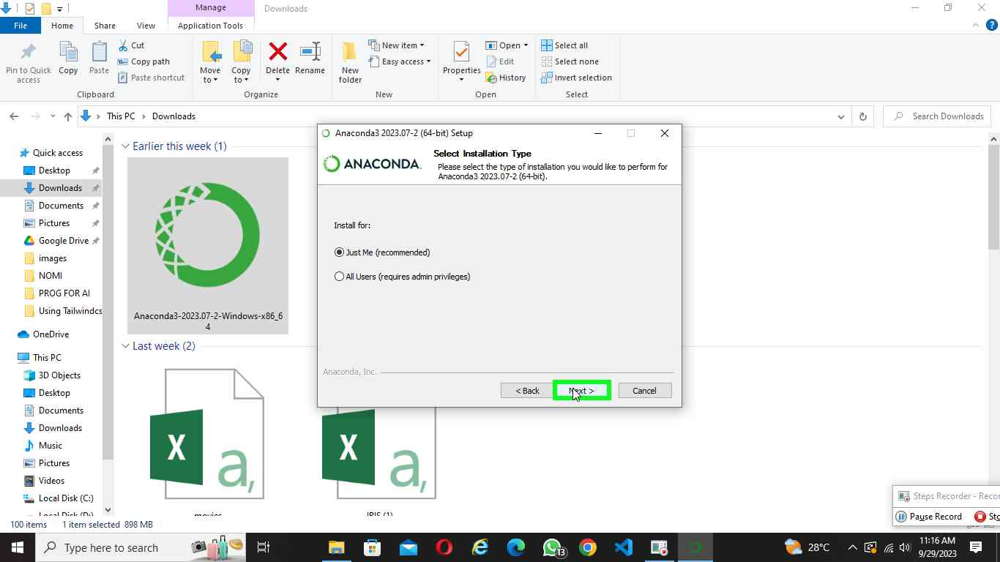 Manage
Downloads
File
Home
Share
View
Application Tools
?
Pin to Quick
access
Copy
Paste
Cut
Copy path
Paste shortcut
Clipboard
Move
to
Copy
to
Delete
Rename
Organize
New
folder
New item
Easy access
New
Properties
Open
Edit
History
Open
Select all
Select none
Invert selection
Select
This PC
Downloads
Search Downloads
Quick access
Desktop
Downloads
Documents
Pictures
Google Drive
images
NOMI
PROG FOR AI
Using Tailwindcs
OneDrive
This PC
3D Objects
Desktop
Documents
Downloads
Music
Pictures
Videos
Local Disk (C:)
Local Disk (D:)
Earlier this week (1)
Anaconda3-2023.07-2-Windows-x86_6
4
Last week (2)
X
a,
movies
X
a,
IRIS (1)
Anaconda3 2023.07-2 (64-bit) Setup
ANACONDA.
Select Installation Type
Please select the type of installation you would like to perform for
Anaconda3 2023.07-2 (64-bit).
Install for:
Just Me (recommended)
All Users (requires admin privileges)
Anaconda, Inc.
< Back
Next >
Cancel
Steps Recorder - Recor
Pause Record
Sto
100 items
1 item selected 898 MB
Type here to search
13
28°C
11:16 AM
9/29/2023